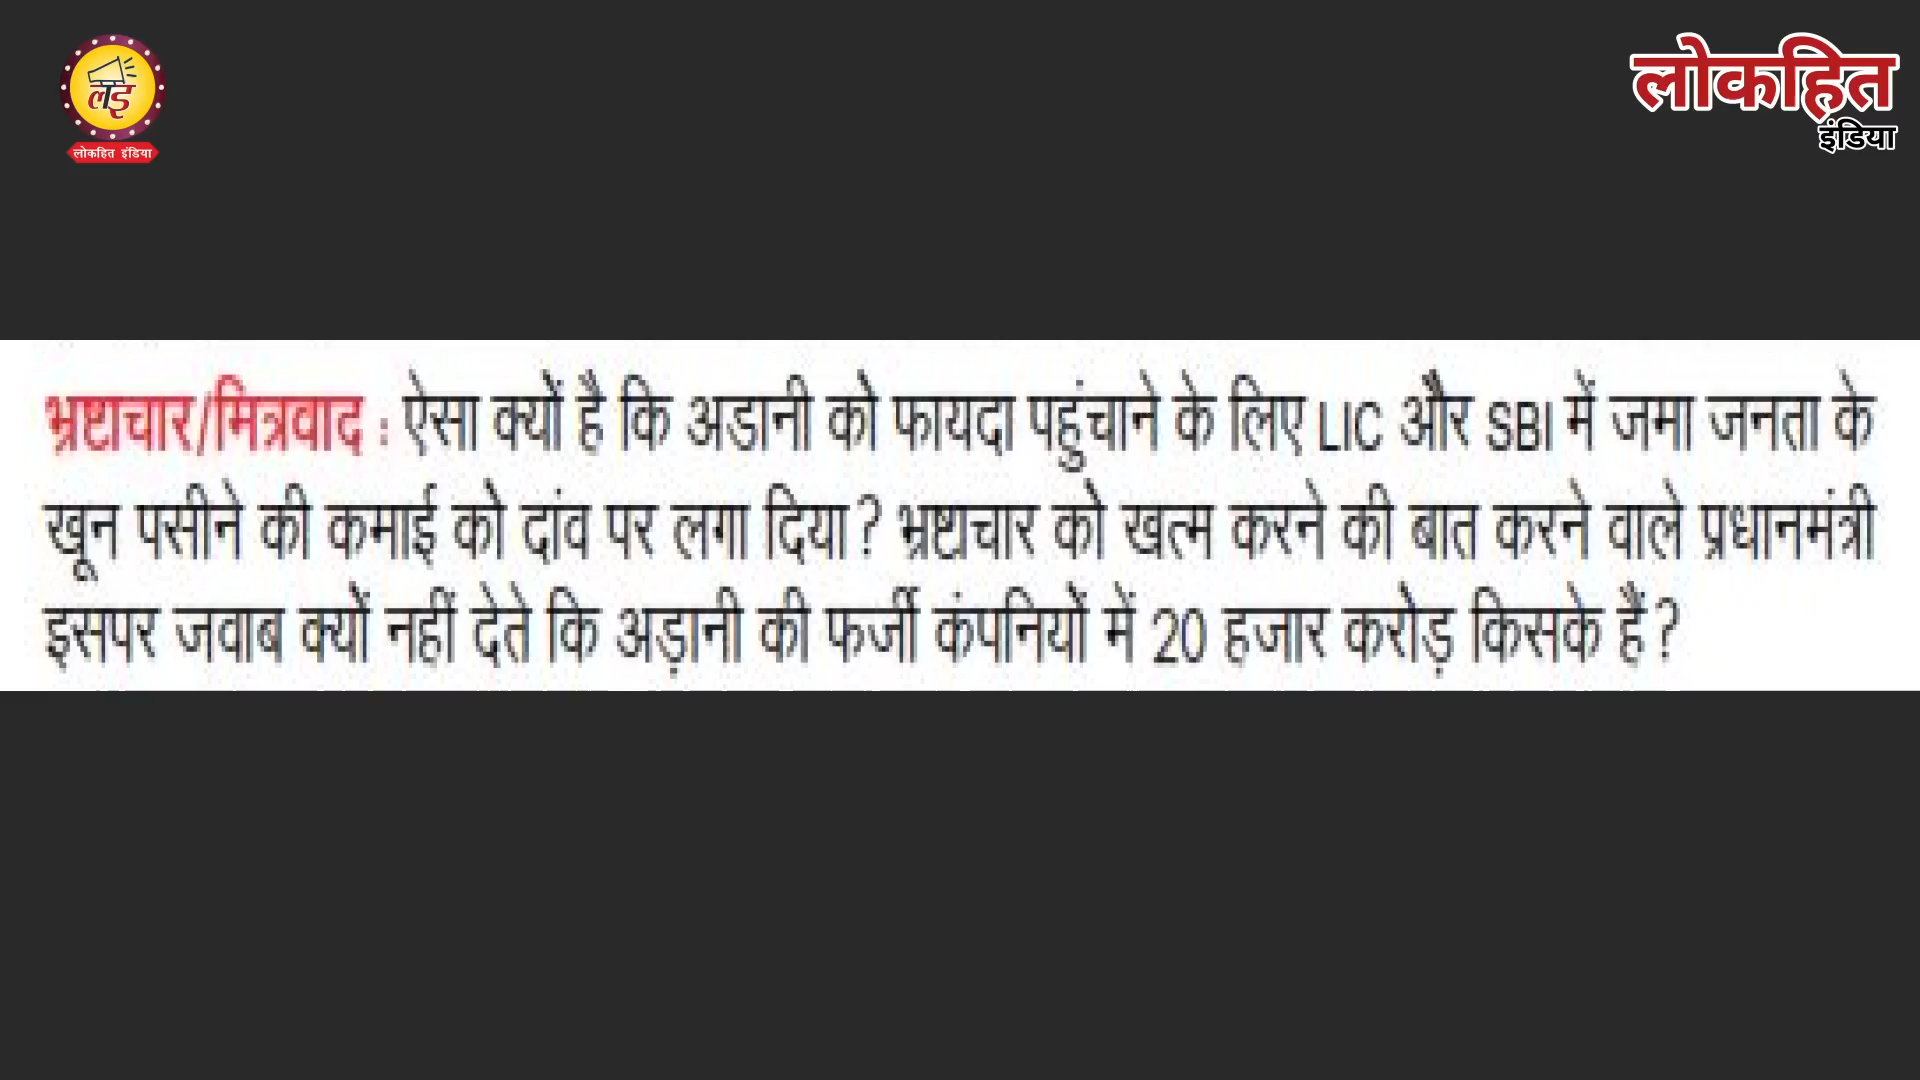 लइ
लोकहित इंडिया
लोकहित
इंडिया
भ्रष्टाचार/मित्रवाद : ऐसा क्यों है कि अडानी को फायदा पहुंचाने के लिए LIC और SBI में जमा जनता के
खून पसीने की कमाई को दांव पर लगा दिया? भ्रष्टाचार को खत्म करने की बात करने वाले प्रधानमंत्री
इसपर जवाब क्यों नहीं देते कि अड़ानी की फर्जी कंपनियों में 20 हजार करोड़ किसके हैं?